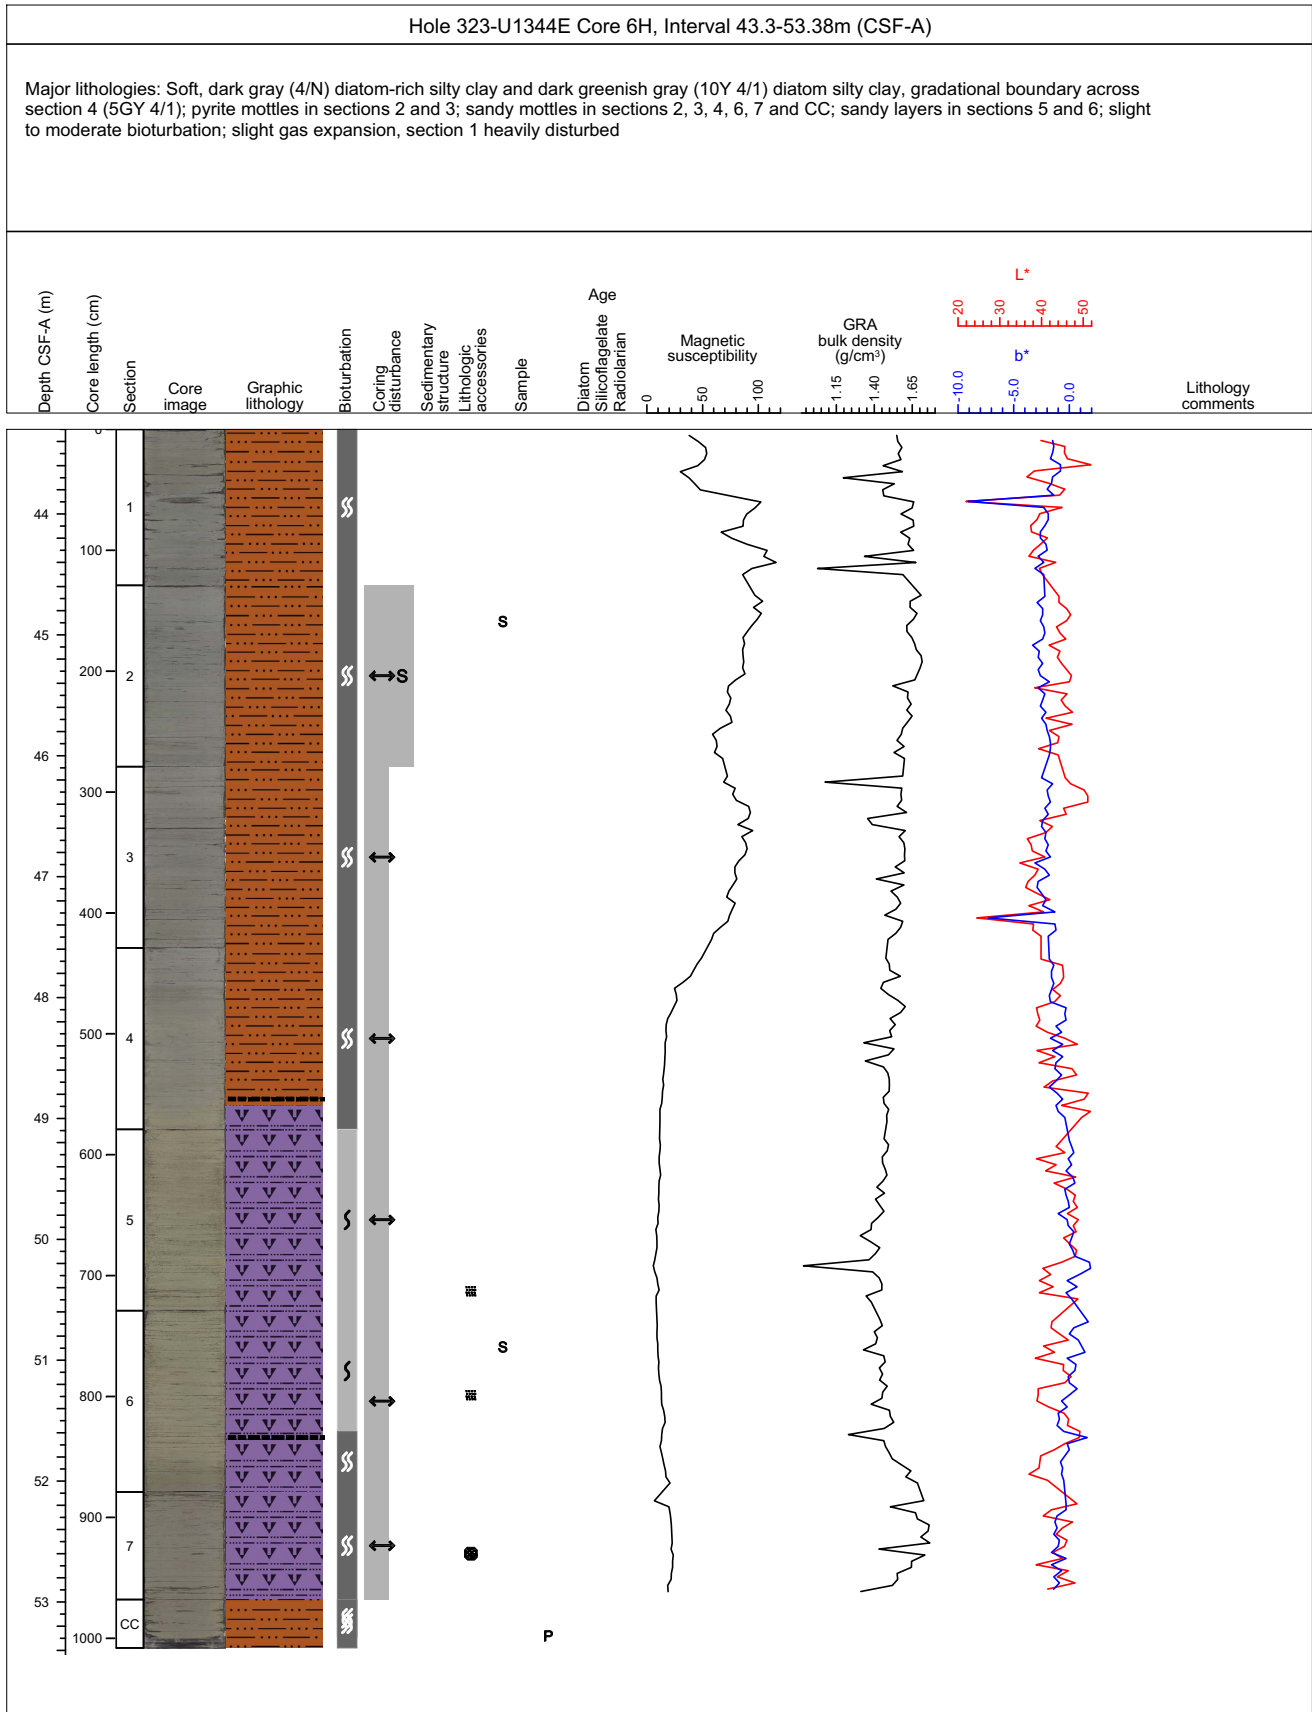 Hole 323-U1344E Core 6H, Interval 43.3-53.38m (CSF-A)
Major lithologies: Soft, dark gray (4/N) diatom-rich silty clay and dark greenish gray (10Y 4/1) diatom silty clay, gradational boundary across
section 4 (5GY 4/1); pyrite mottles in sections 2 and 3; sandy mottles in sections 2, 3, 4, 6, 7 and CC; sandy layers in sections 5 and 6; slight
to moderate bioturbation; slight gas expansion, section 1 heavily disturbed
Depth CSF-A (m)
Core length (cm)
Section
Core
image
Graphic
lithology
Bioturbation
Coring
disturbance
Sedimentary
structure
Lithologic
accessories
Sample
Age
Diatom
Silicoflagelate
Radiolarian
Magnetic
susceptibility
0
50
100
GRA
bulk density
(g/cm³)
1.15
1.40
1.65
L*
20
30
40
50
b*
-10.0
-5.0
0.0
Lithology
comments
0
1
44
100
45
S
200
2
S
46
300
3
47
400
48
500
4
49
600
5
50
700
S
51
800
6
52
900
7
53
CC
P
1000